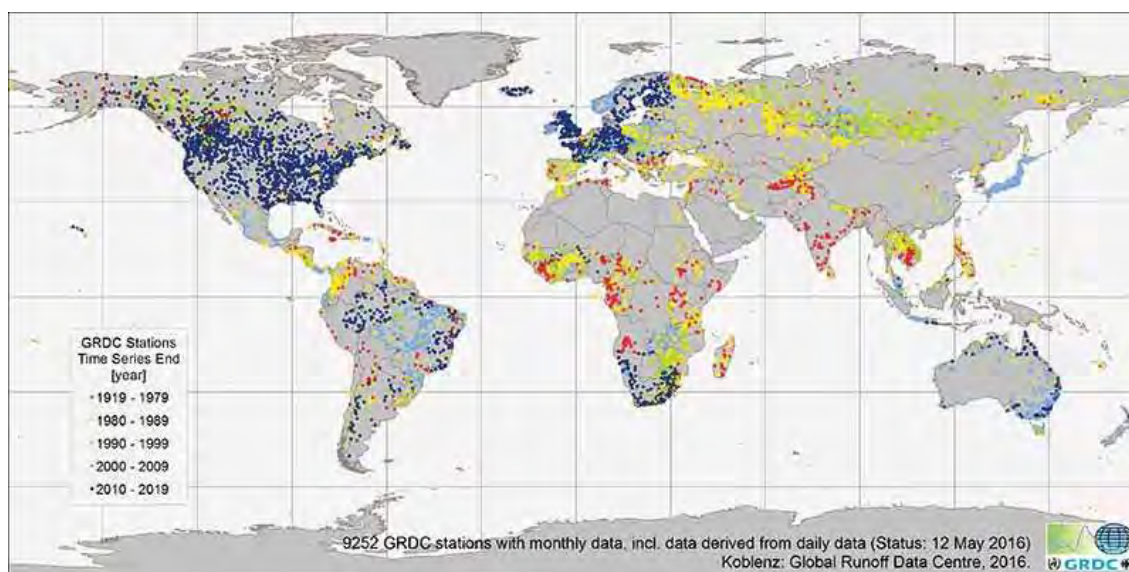 GRDC Stations
Time Series End
[year]
1919 - 1979
1980 - 1989
1990 - 1999
2000 - 2009
2010 - 2019
9252 GRDC stations with monthly data, incl. data derived from daily data (Status: 12 May 2016)
Koblenz: Global Runoff Data Centre, 2016.
GRDC